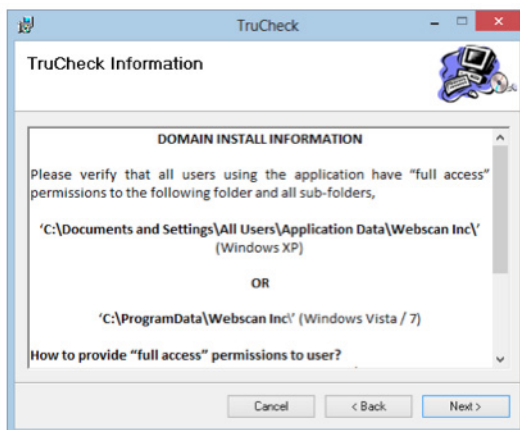 TruCheck
TruCheck Information
DOMAIN INSTALL INFORMATION
Please verify that all users using the application have "full access"
permissions to the following folder and all sub-folders,
'C:\Documents and Settings\All Users\Application Data\Webscan Inc\'
(Windows XP)
OR
'C:\ProgramData\Webscan Inc\' (Windows Vista / 7)
How to provide "full access" permissions to user?
Cancel
< Back
Next >